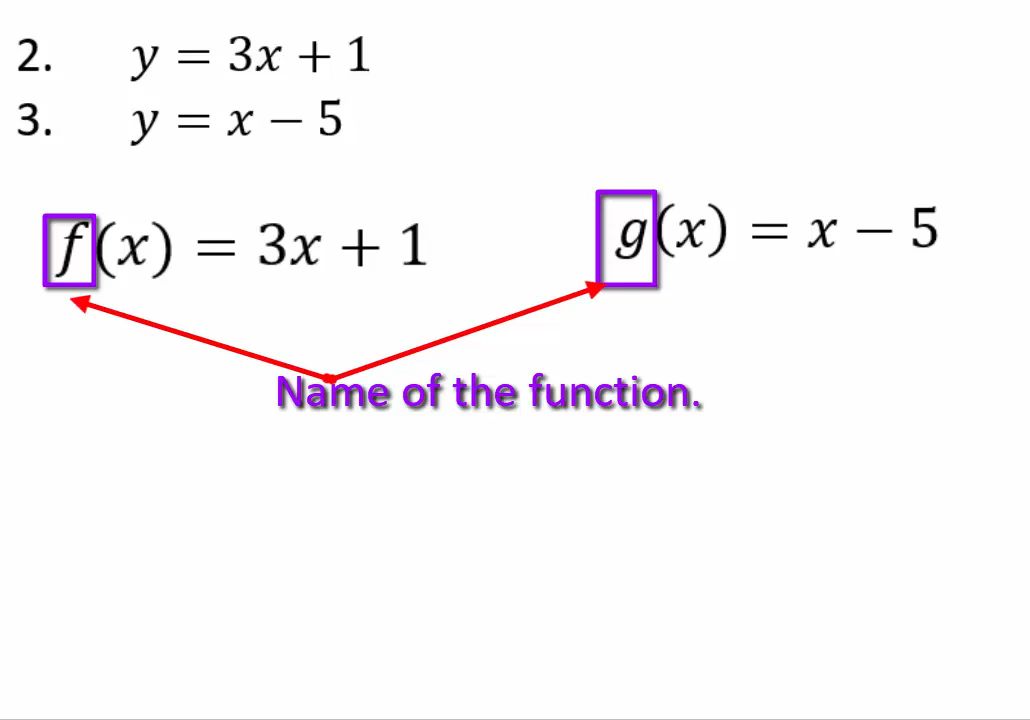 2. y = 3x + 1
3. y = x − 5
f(x) = 3x + 1 g(x) = x − 5
Name of the function.